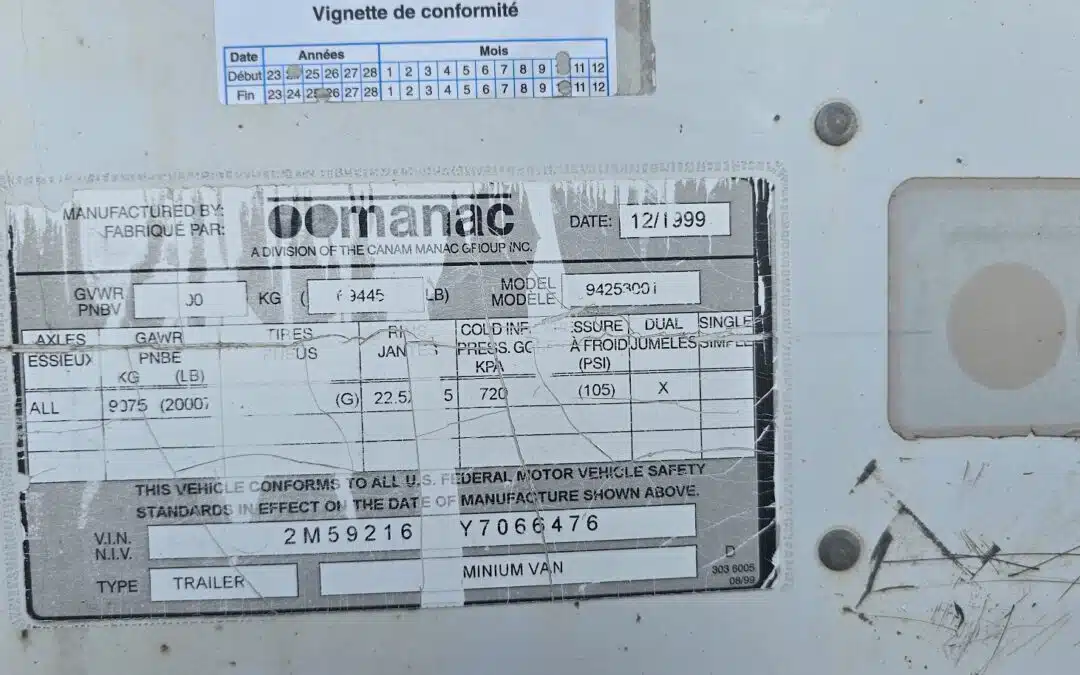 Vignette de conformité
Date Années Mois
Début 23 25 26 27 28 1 2 3 4 5 6 7 8 9 11 12
Fin 23 24 26 27 28 1 2 3 4 5 6 7 8 9 11 12
MANUFACTURED BY: manac DATE: 12/1999
FABRIQUÉ PAR:
A DIVISION OF THE CANAM MANAC GROUP INC.
GVWR KG ( 69445 LB) MODEL 94253001
PNBV MODÈLE
AXLES GAWR TIRES COLD INF. SSURE DUAL SINGLE
ESSIEUX PNBE PRESS. À FROID JUMELÉS SIMPLE
KG (LB) KPA (PSI)
ALL 9075 (G) 22.5 5 720 (105) X
THIS VEHICLE CONFORMS TO ALL U.S. FEDERAL MOTOR VEHICLE SAFETY
STANDARDS IN EFFECT ON THE DATE OF MANUFACTURE SHOWN ABOVE.
V.I.N. 2M59216 Y7066476
N.I.V.
TYPE TRAILER MINIUM VAN
D
303 6005
08/99